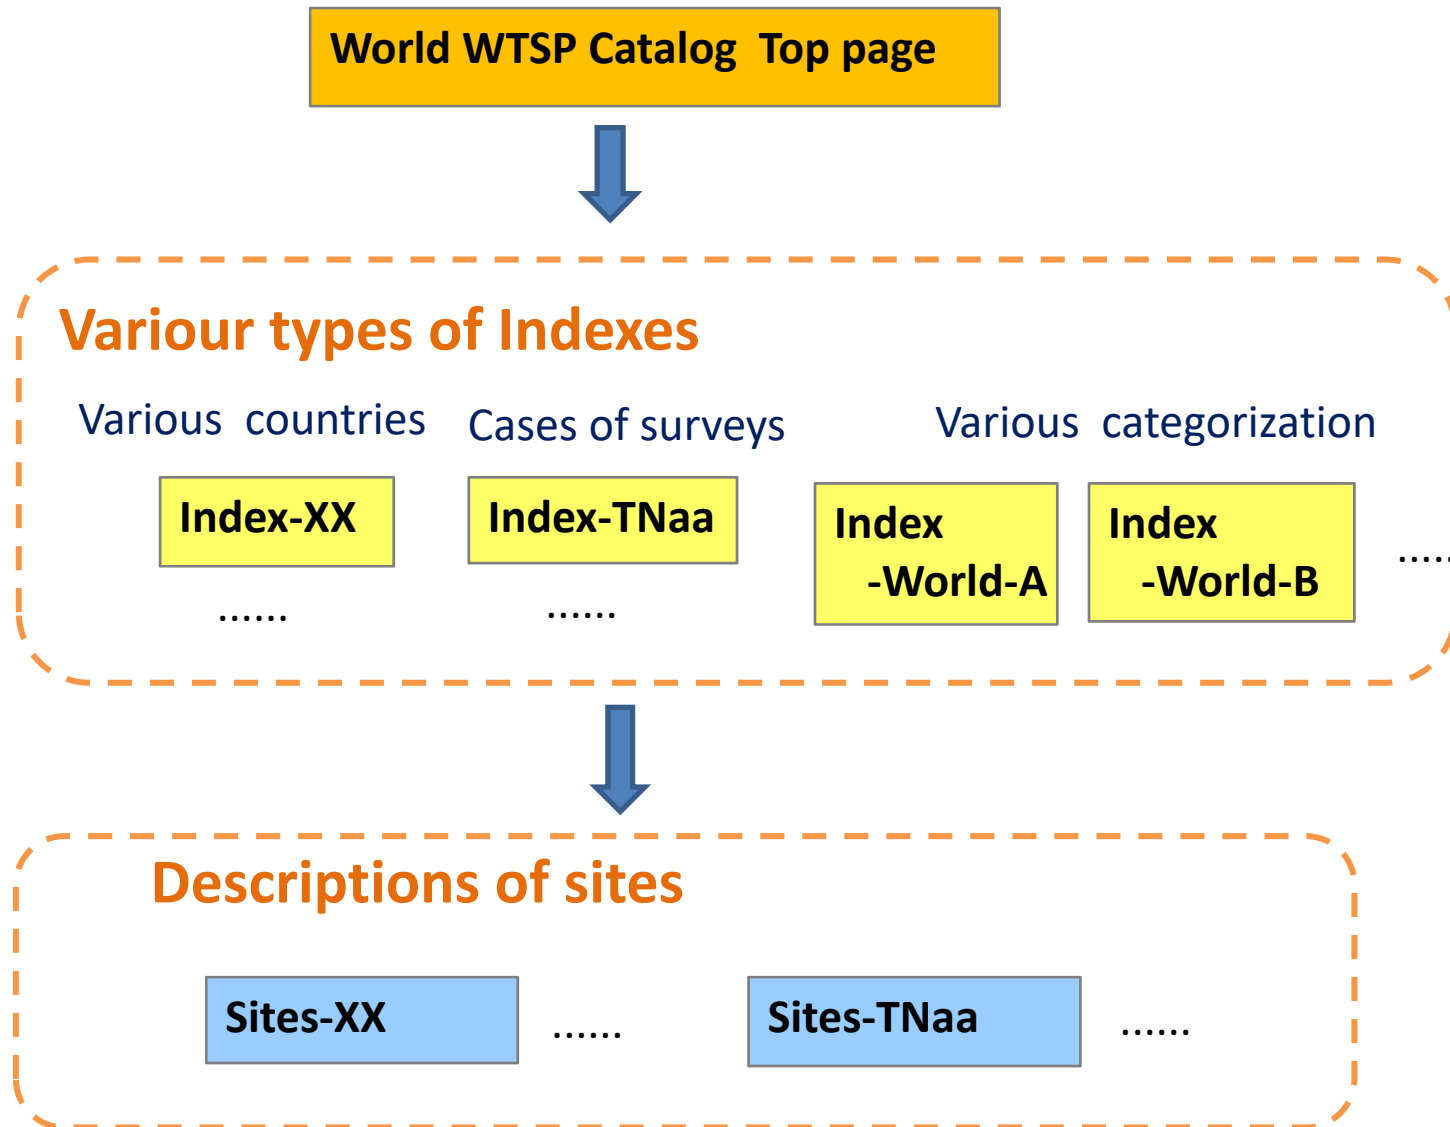 World WTSP Catalog  Top page
Variour types of Indexes
Various  countries
Cases of surveys
Various  categorization
Index-XX
......
Index-TNaa
......
Index
-World-A
Index
-World-B
......
Descriptions of sites
Sites-XX
......
Sites-TNaa
......